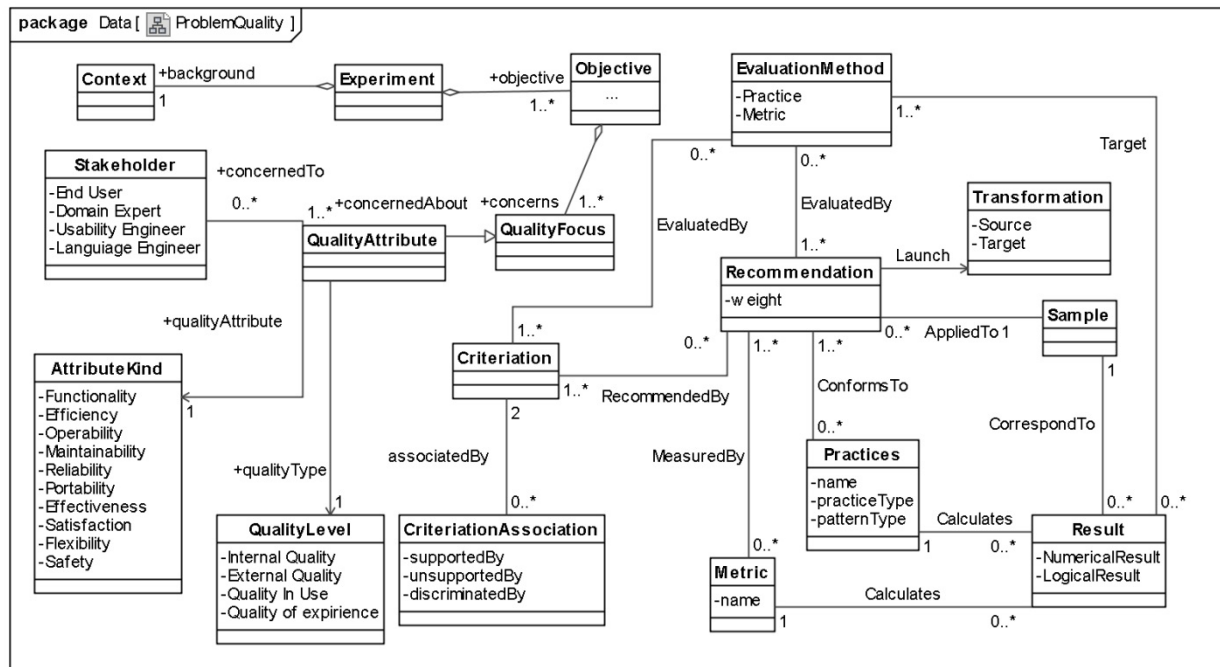 package Data [ ProblemQuality ]
Context
+background
1
Experiment
+objective
1..*
Objective
...
EvaluationMethod
-Practice
-Metric
1..*
0..*
0..*
Target
Stakeholder
-End User
-Domain Expert
-Usability Engineer
-Languiage Engineer
+concernedTo
0..*
1..*
+concernedAbout
+concerns
1..*
QualityAttribute
QualityFocus
EvaluatedBy
EvaluatedBy
1..*
Transformation
-Source
-Target
Launch
Recommendation
-w eight
Sample
0..*
AppliedTo 1
1
+qualityAttribute
1..*
Criteriation
1..*
RecommendedBy
0..*
1..*
1..*
2
AttributeKind
-Functionality
-Efficiency
-Operability
-Maintainability
-Reliability
-Portability
-Effectiveness
-Satisfaction
-Flexibility
-Safety
1
ConformsTo
0..*
CorrespondTo
associatedBy
MeasuredBy
+qualityType
1
0..*
Practices
-name
-practiceType
-patternType
QualityLevel
-Internal Quality
-External Quality
-Quality In Use
-Quality of expirience
CriteriationAssociation
-supportedBy
-unsupportedBy
-discriminatedBy
0..*
0..*
0..*
Calculates
1
0..*
Result
-NumericalResult
-LogicalResult
Metric
-name
Calculates
1
0..*